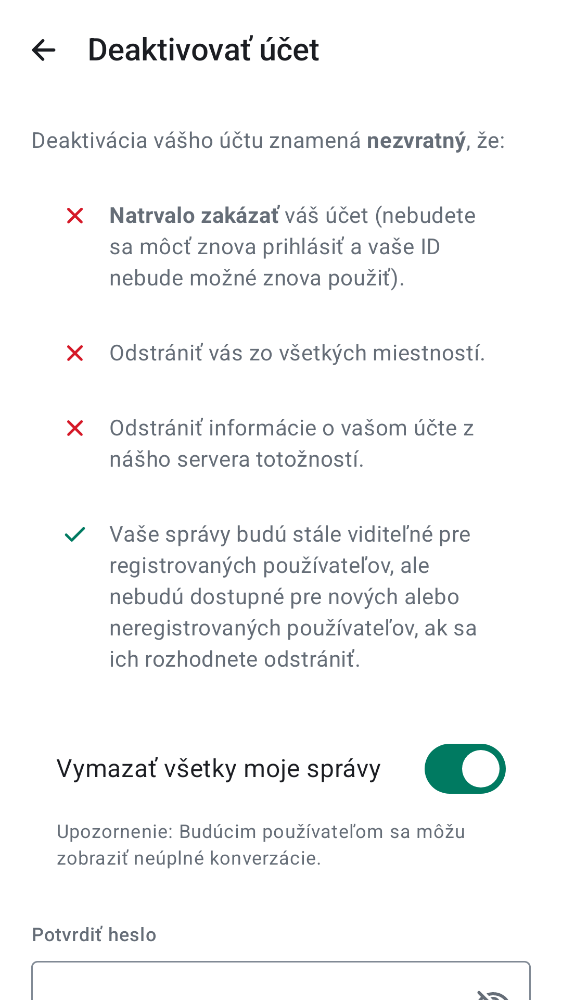 Deaktivovať účet
Deaktivácia vášho účtu znamená nezvratný, že:
Natrvalo zakázať váš účet (nebudete
sa môcť znova prihlásiť a vaše ID
nebude možné znova použiť).
Odstrániť vás zo všetkých miestností.
Odstrániť informácie o vašom účte z
nášho servera totožností.
Vaše správy budú stále viditeľné pre
registrovaných používateľov, ale
nebudú dostupné pre nových alebo
neregistrovaných používateľov, ak sa
ich rozhodnete odstrániť.
Vymazať všetky moje správy
Upozornenie: Budúcim používateľom sa môžu
zobraziť neúplné konverzácie.
Potvrdiť heslo